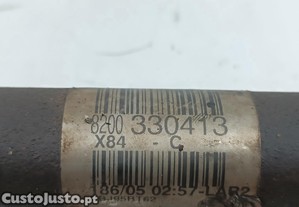 8200 330413
X84 - C
186/05 02:57-LAR2
CustoJusto.pt